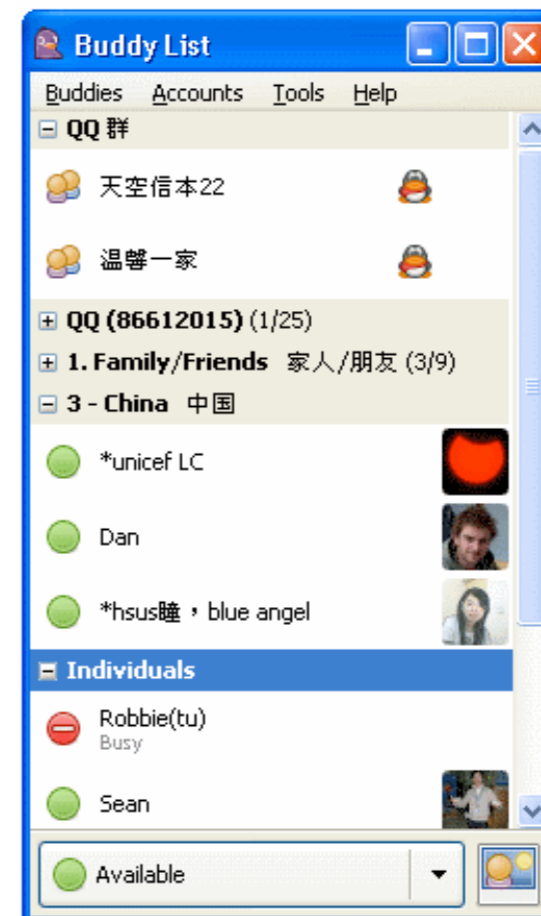 Buddy List
Buddies Accounts Tools Help
QQ 群
天空信本22
温馨一家
QQ (86612015) (1/25)
1. Family/Friends 家人/朋友 (3/9)
3 - China 中国
*unicef LC
Dan
*hsus瞳，blue angel
Individuals
Robbie(tu)
Busy
Sean
Available